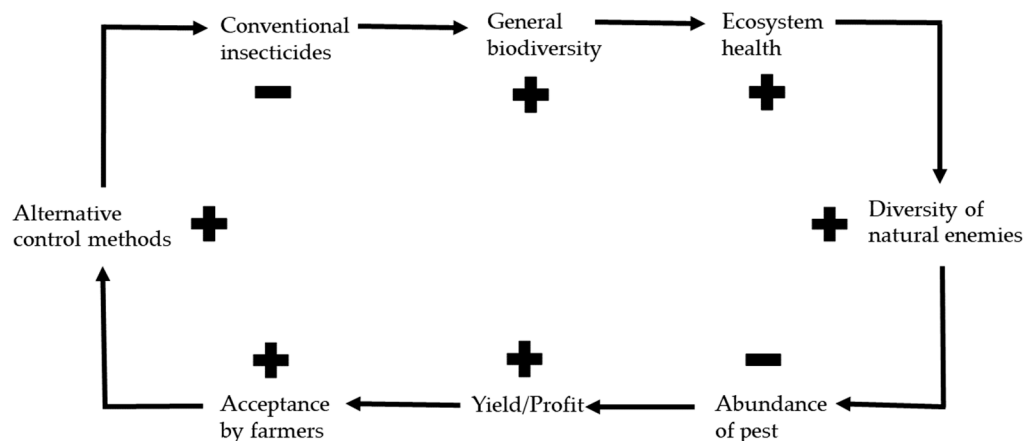 Conventional
insecticides
General
biodiversity
Ecosystem
health
Alternative
control methods
Diversity of
natural enemies
Acceptance
by farmers
Yield/Profit
Abundance
of pest